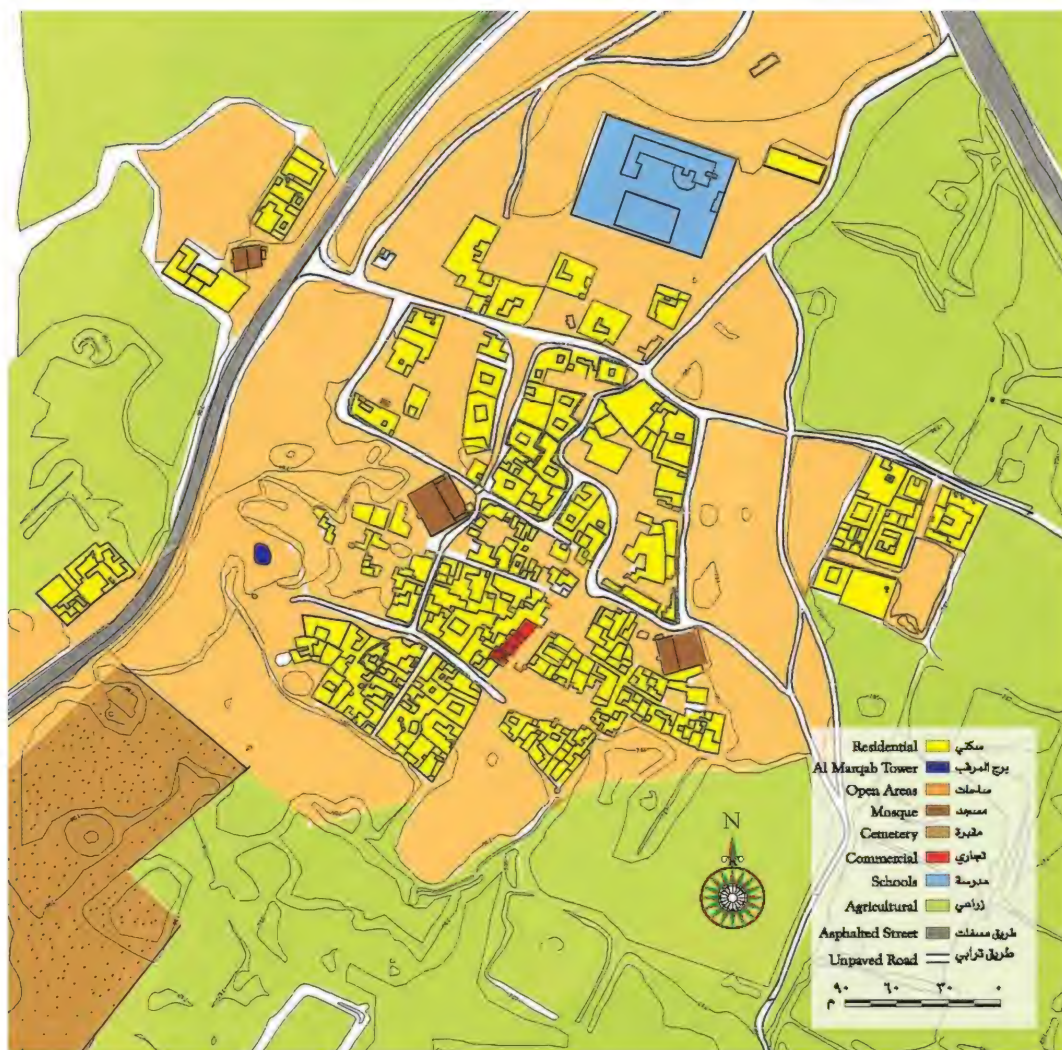 Residential سكني
Al Marqab Tower برج المرقب
Open Areas ساحات
Mosque مسجد
Cemetery مقبرة
Commercial تجاري
Schools مدرسة
Agricultural زراعي
Asphalted Street طريق مسفلت
Unpaved Road طريق ترابي
N
٩٠ ٦٠ ٣٠ ٠
م